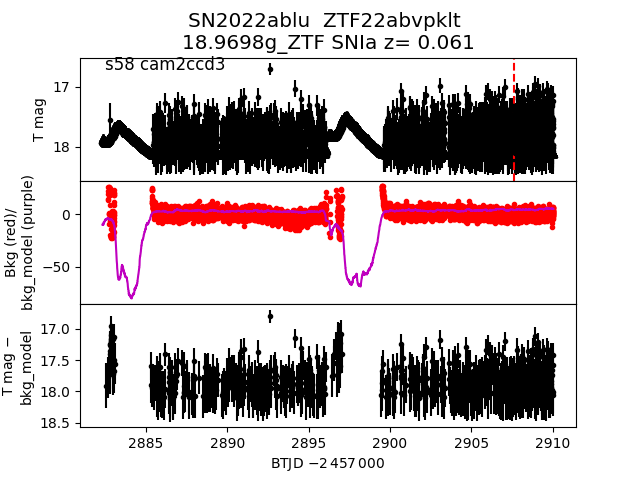 SN2022ablu  ZTF22abvpklt
18.9698g_ZTF SNIa z= 0.061
s58 cam2ccd3
T mag
17
18
Bkg (red)/
bkg_model (purple)
0
−50
T mag −
bkg_model
17.0
17.5
18.0
18.5
2885 2890 2895 2900 2905 2910
BTJD −2 457 000